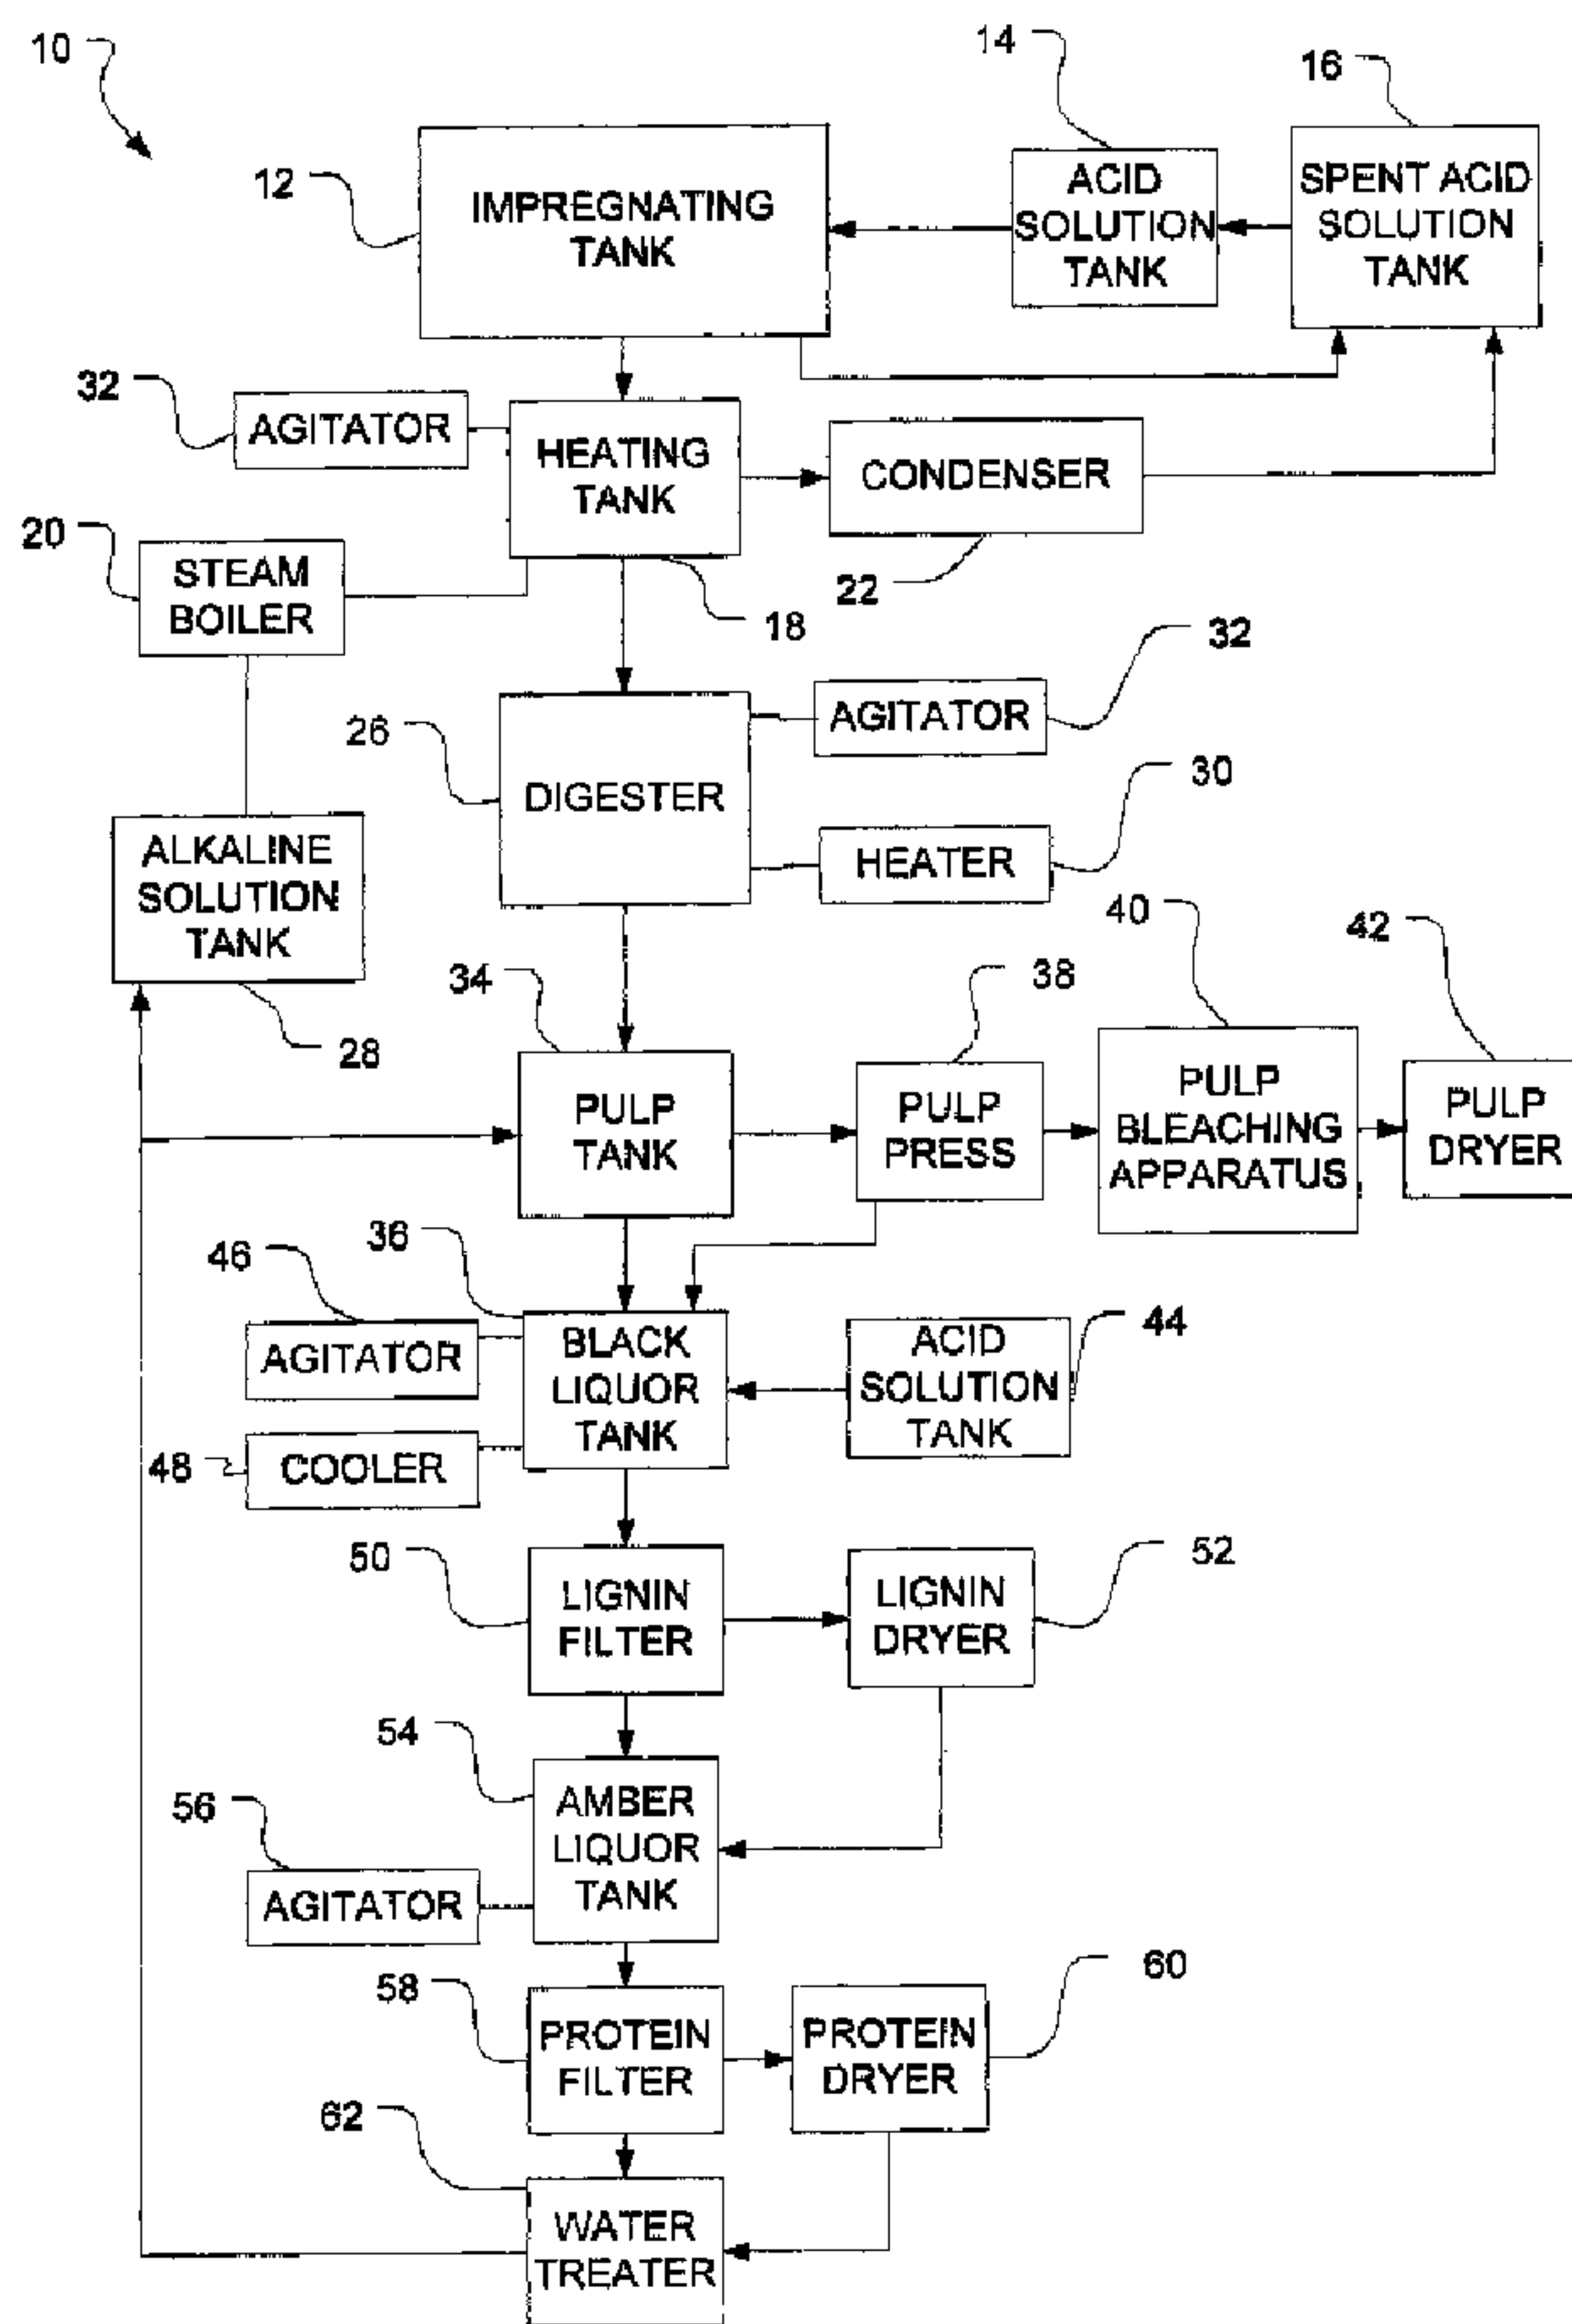 10
14
16
12
IMPREGNATING
TANK
ACID
SOLUTION
TANK
SPENT ACID
SOLUTION
TANK
32
AGITATOR
HEATING
TANK
CONDENSER
20
STEAM
BOILER
22
18
32
26
AGITATOR
DIGESTER
30
HEATER
ALKALINE
SOLUTION
TANK
28
34
38
40
42
PULP
TANK
PULP
PRESS
PULP
BLEACHING
APPARATUS
PULP
DRYER
36
46
AGITATOR
BLACK
LIQUOR
TANK
ACID
SOLUTION
TANK
44
48
COOLER
50
LIGNIN
FILTER
LIGNIN
DRYER
52
54
AMBER
LIQUOR
TANK
56
AGITATOR
58
PROTEIN
FILTER
PROTEIN
DRYER
60
62
WATER
TREATER